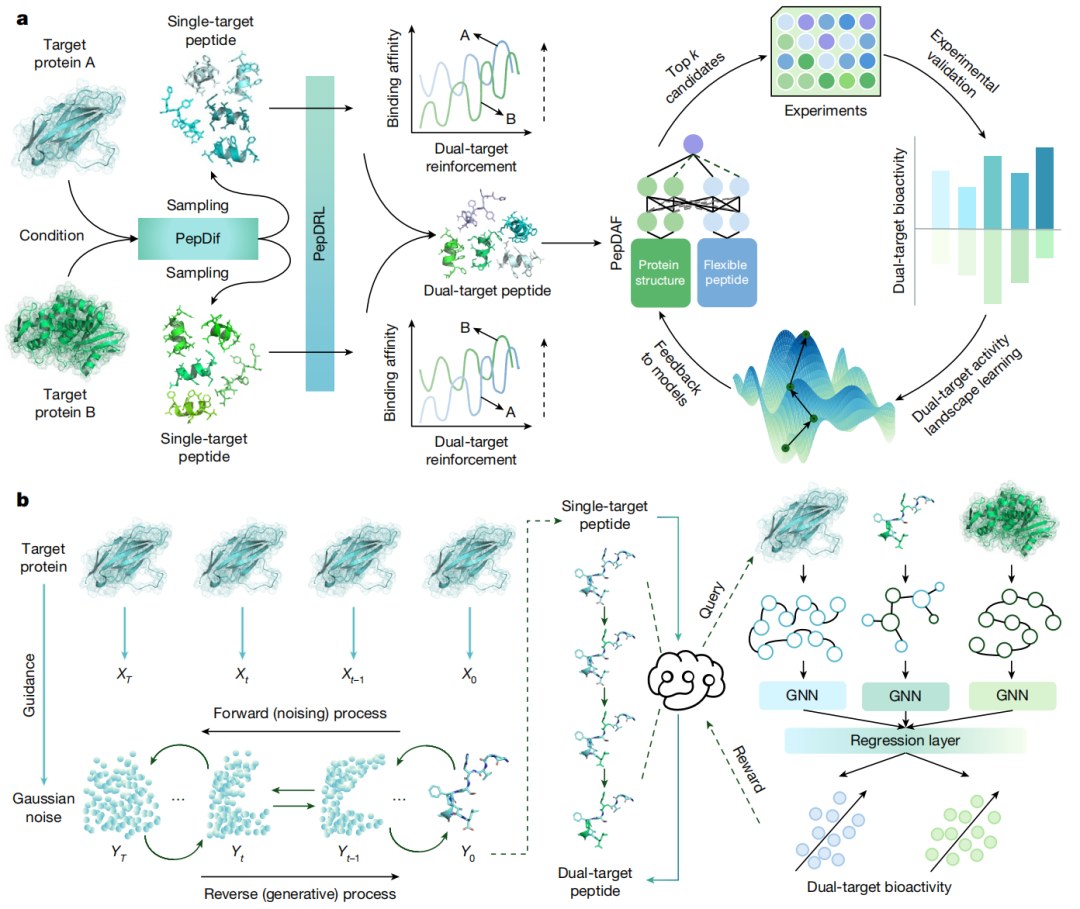 a
Target
protein A
Single-target
peptide
Condition
Sampling
PepDif
Sampling
Target
protein B
Single-target
peptide
PepDRL
Binding affinity
A
B
Dual-target
reinforcement
Dual-target peptide
Binding affinity
B
A
Dual-target
reinforcement
PepDAF
Protein
structure
Flexible
peptide
Top k
candidates
Experiments
Experimental
validation
Dual-target bioactivity
Dual-target activity
landscape learning
Feedback
to models
b
Target
protein
Guidance
Gaussian
noise
X_T
X_t
X_{t–1}
X_0
Forward (noising) process
...
...
Y_T
Y_t
Y_{t–1}
Y_0
Reverse (generative) process
Single-target
peptide
Dual-target
peptide
Query
Reward
GNN
GNN
GNN
Regression layer
Dual-target bioactivity